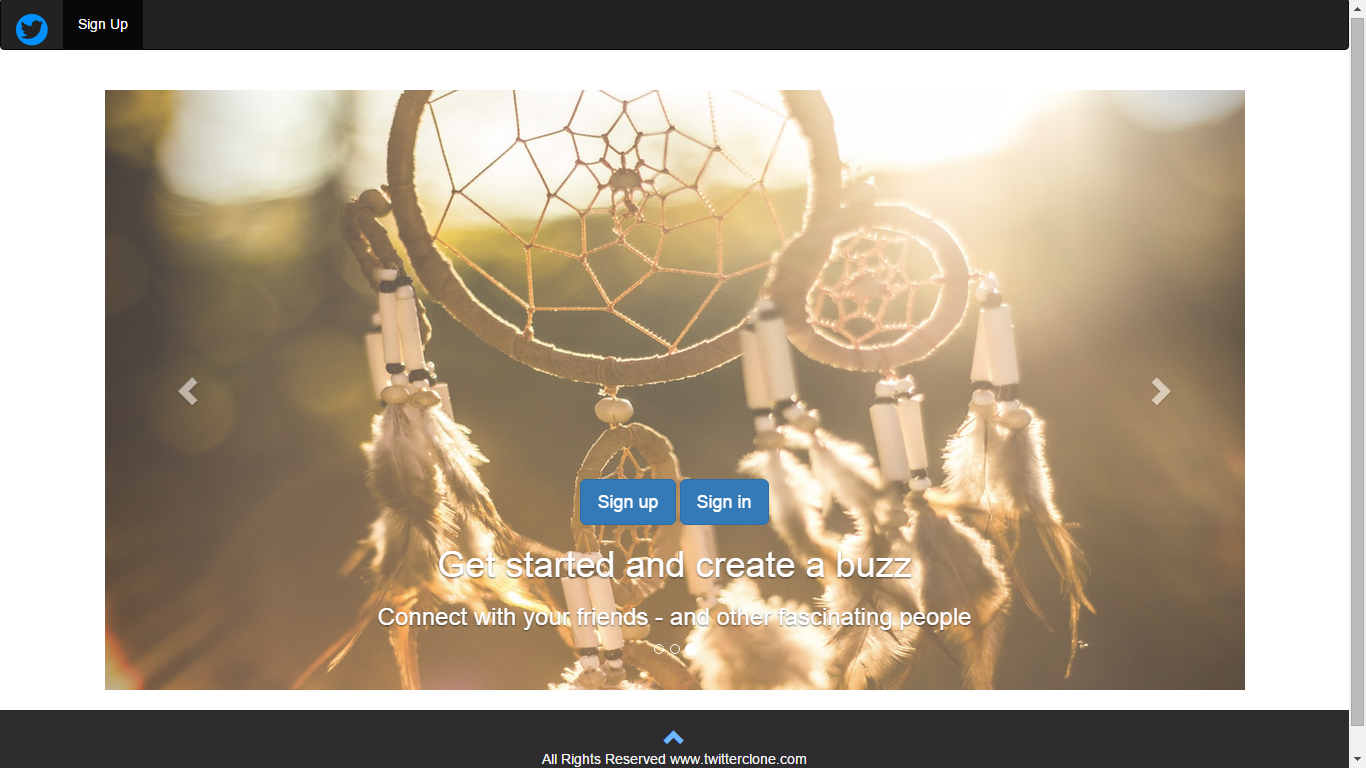 Sign Up
Sign up Sign in
Get started and create a buzz
Connect with your friends - and other fascinating people
All Rights Reserved www.twitterclone.com